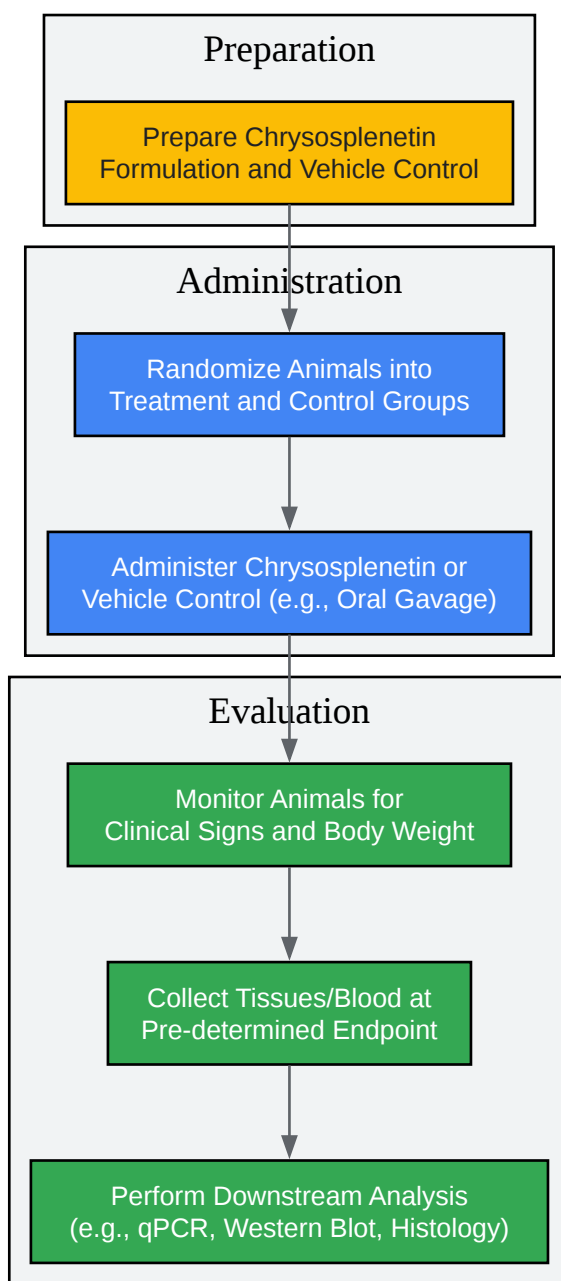 Preparation
Prepare Chrysosplenetin
Formulation and Vehicle Control
Administration
Randomize Animals into
Treatment and Control Groups
Administer Chrysosplenetin or
Vehicle Control (e.g., Oral Gavage)
Evaluation
Monitor Animals for
Clinical Signs and Body Weight
Collect Tissues/Blood at
Pre-determined Endpoint
Perform Downstream Analysis
(e.g., qPCR, Western Blot, Histology)